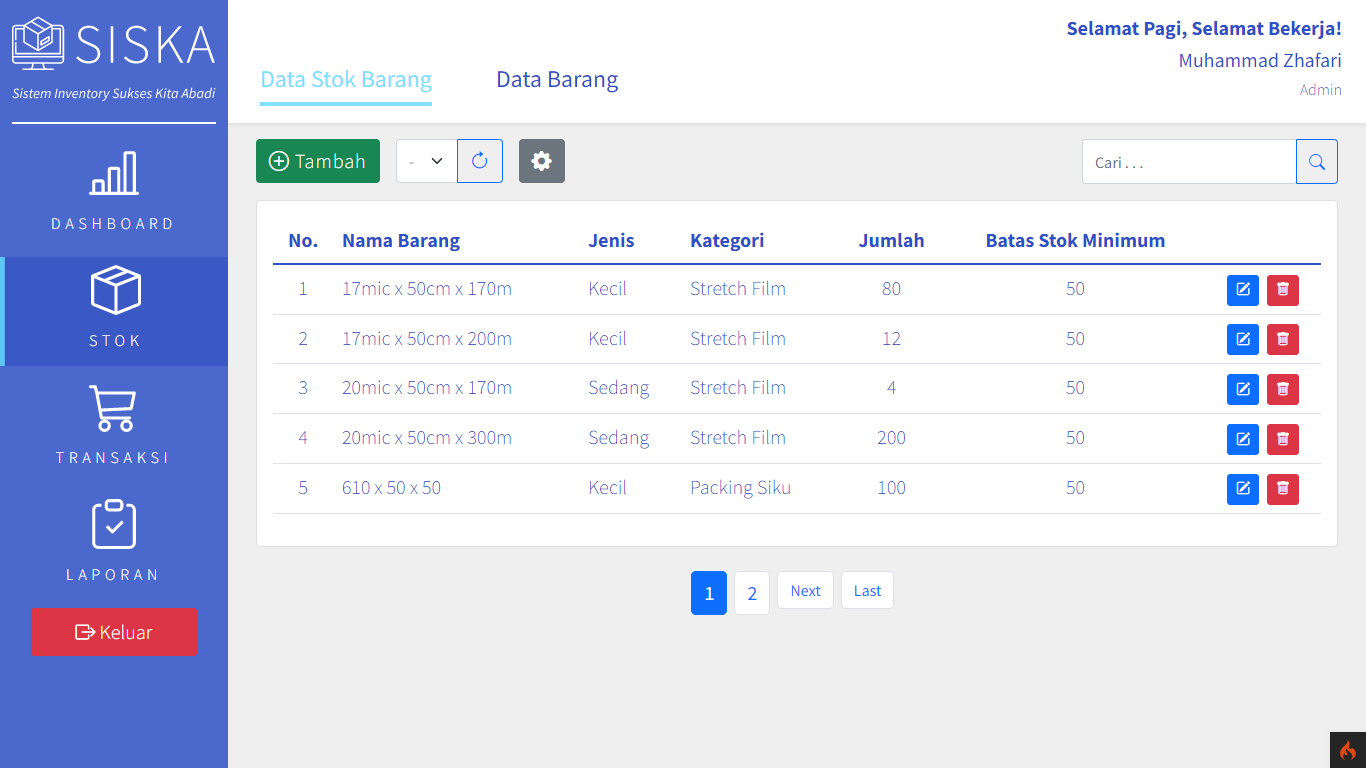 SISKA
Sistem Inventory Sukses Kita Abadi
DASHBOARD
STOK
TRANSAKSI
LAPORAN
Keluar
Selamat Pagi, Selamat Bekerja!
Muhammad Zhafari
Admin
Data Stok Barang Data Barang
Tambah - Cari . . .
No. Nama Barang Jenis Kategori Jumlah Batas Stok Minimum
1 17mic x 50cm x 170m Kecil Stretch Film 80 50
2 17mic x 50cm x 200m Kecil Stretch Film 12 50
3 20mic x 50cm x 170m Sedang Stretch Film 4 50
4 20mic x 50cm x 300m Sedang Stretch Film 200 50
5 610 x 50 x 50 Kecil Packing Siku 100 50
1 2 Next Last